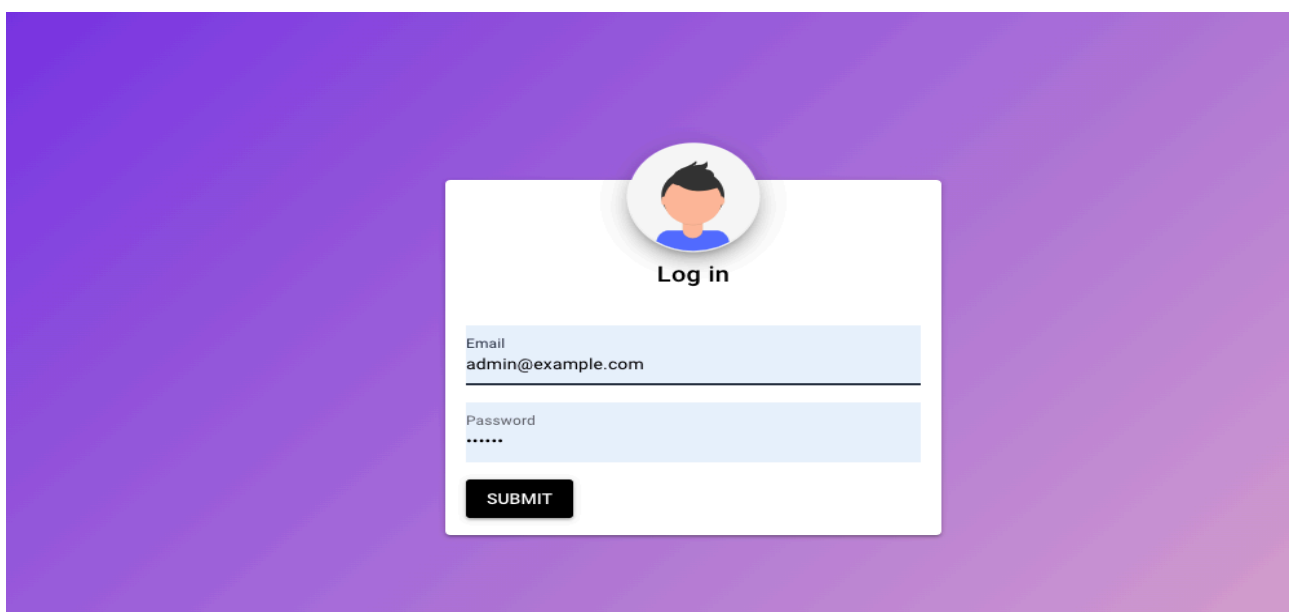 Log in
Email
admin@example.com
Password
••••••
SUBMIT